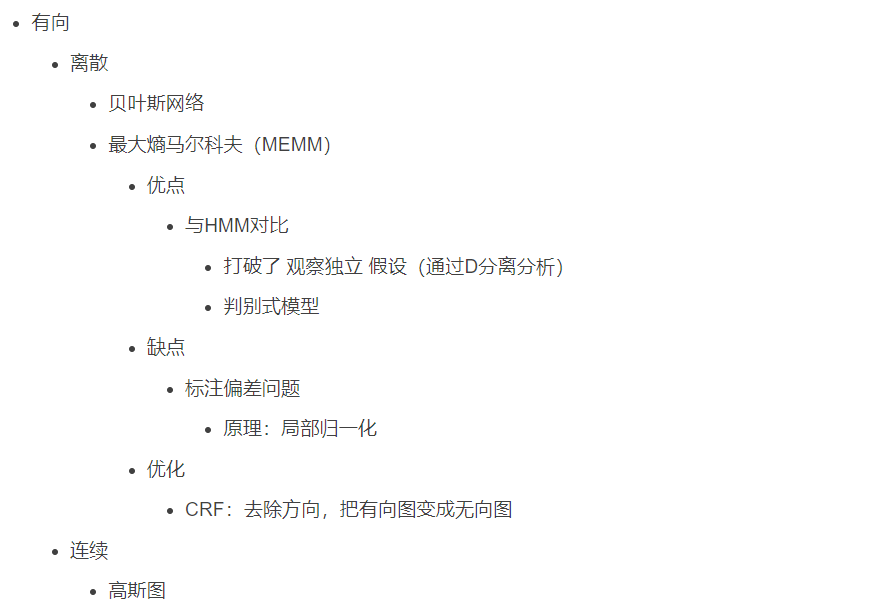 有向
离散
贝叶斯网络
最大熵马尔科夫（MEMM）
优点
与HMM对比
打破了 观察独立 假设（通过D分离分析）
判别式模型
缺点
标注偏差问题
原理：局部归一化
优化
CRF：去除方向，把有向图变成无向图
连续
高斯图